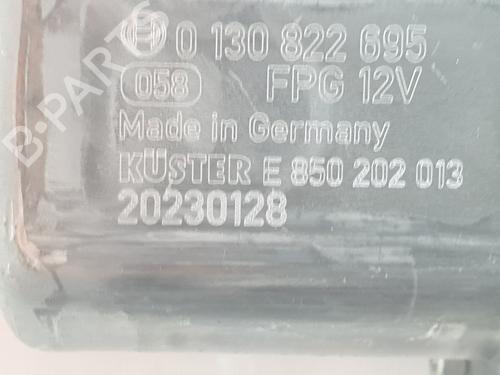 0 130 822 695
058 FPG 12V
Made in Germany
KÜSTER E 850 202 013
20230128
B-PARTS